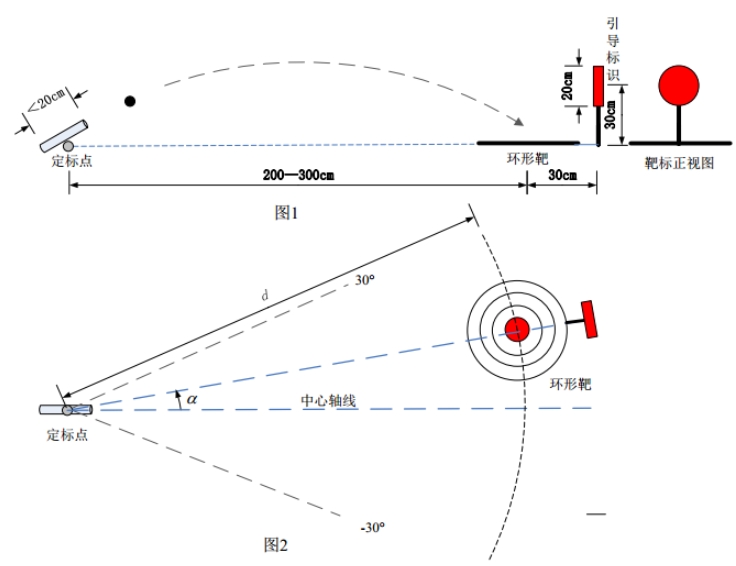 <20cm
定标点
200—300cm
环形靶
30cm
20cm
引导标识
30cm
靶标正视图
图1
d
30°
环形靶
α
中心轴线
定标点
-30°
图2